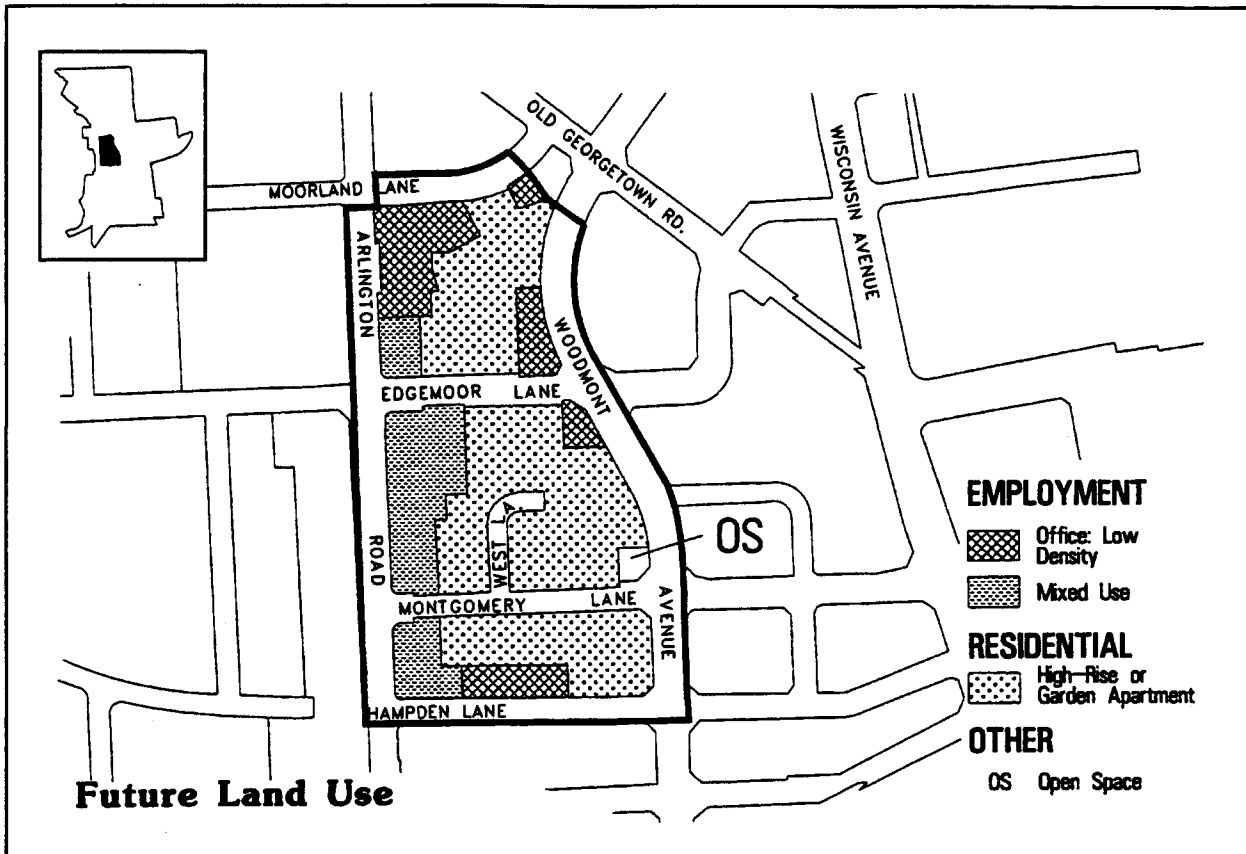 OLD GEORGETOWN RD.
WISCONSIN AVENUE
MOORLAND LANE
ARLINGTON
WOODMONT
EDGEMOOR LANE
ROAD
WEST LA
OS
MONTGOMERY LANE
AVENUE
HAMPDEN LANE
EMPLOYMENT
Office: Low
Density
Mixed Use
RESIDENTIAL
High-Rise or
Garden Apartment
OTHER
OS Open Space
Future Land Use